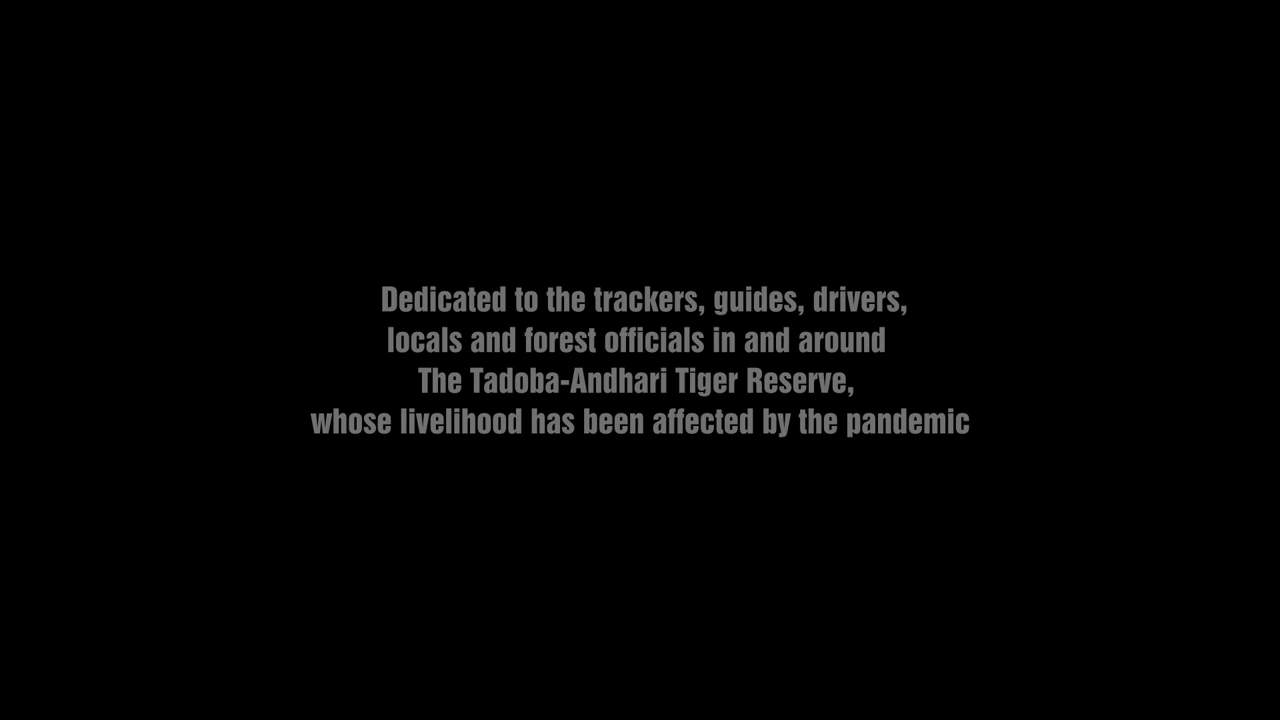 Dedicated to the trackers, guides, drivers,
locals and forest officials in and around
The Tadoba-Andhari Tiger Reserve,
whose livelihood has been affected by the pandemic